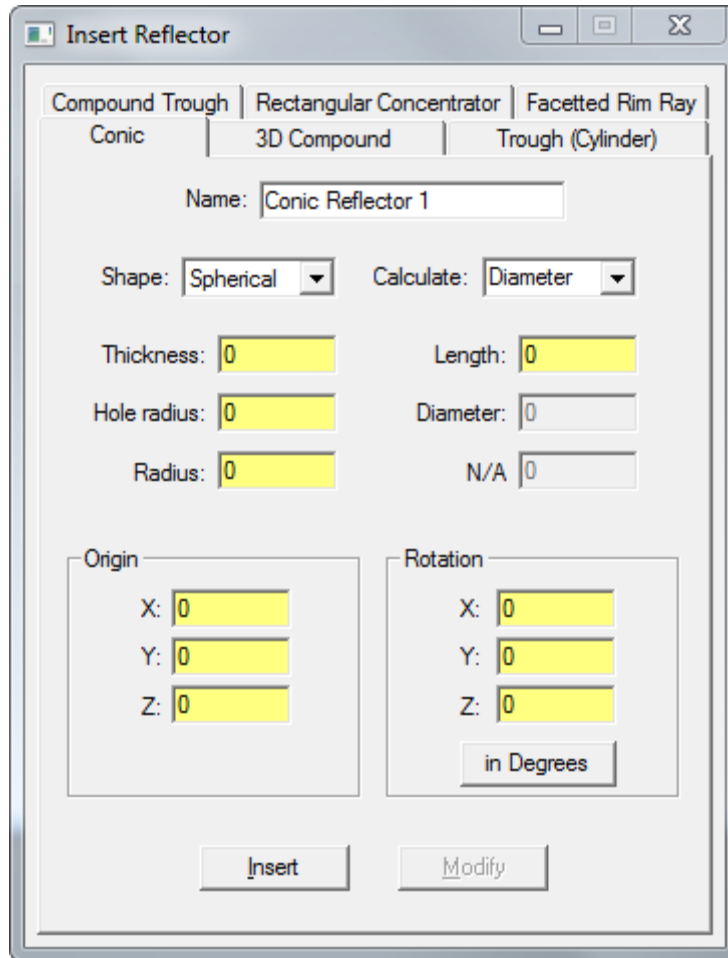 Insert Reflector
Compound Trough Rectangular Concentrator Facetted Rim Ray
Conic 3D Compound Trough (Cylinder)
Name: Conic Reflector 1
Shape: Spherical Calculate: Diameter
Thickness: 0 Length: 0
Hole radius: 0 Diameter: 0
Radius: 0 N/A 0
Origin Rotation
X: 0 X: 0
Y: 0 Y: 0
Z: 0 Z: 0
in Degrees
Insert Modify